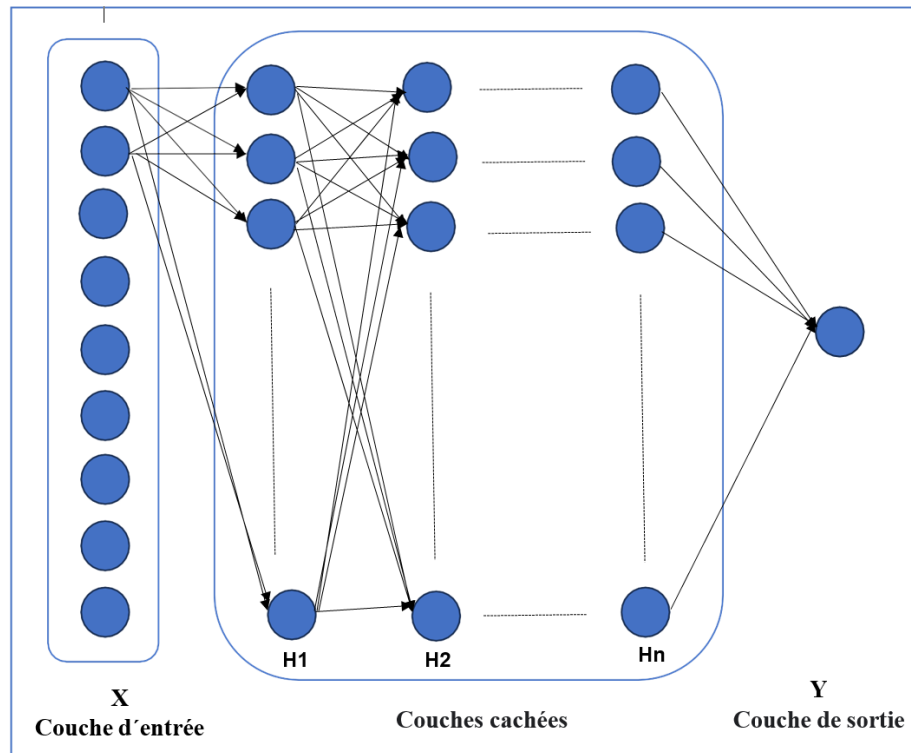 H1
H2
Hn
X
Couche d´entrée
Couches cachées
Y
Couche de sortie